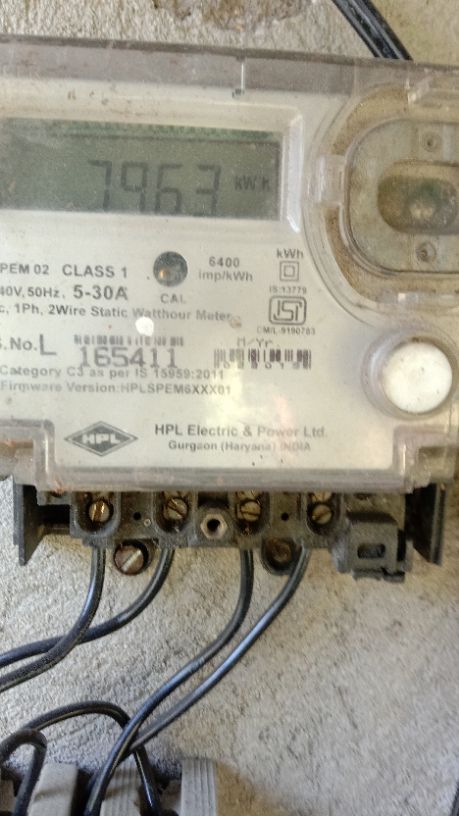 7963 kWh
PEM 02 CLASS 1
6400 imp/kWh
kWh
40V, 50Hz, 5-30A
CAL
IS:13779
c, 1Ph, 2Wire Static Watthour Meter
ISI
CM/L-9190783
S.No.L 165411
M/Yr
Category C3 as per IS 15959:2011
Firmware Version:HPLSPEM6XXX01
HPL
HPL Electric & Power Ltd.
Gurgaon (Haryana) INDIA